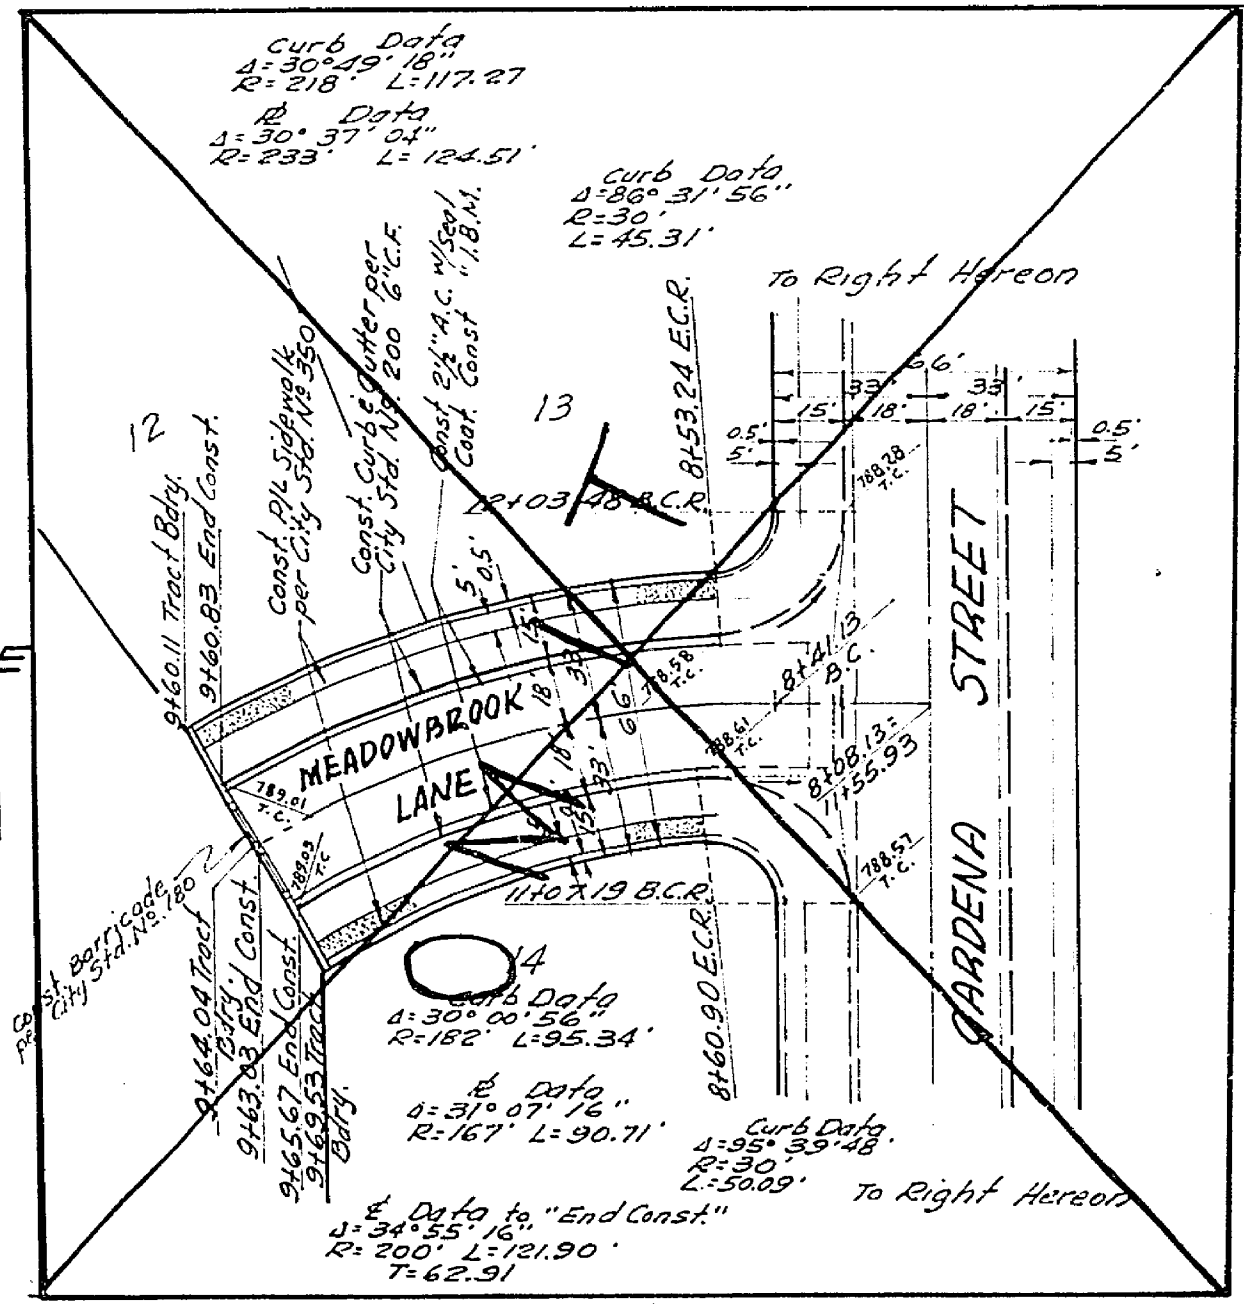 Curb Data
Δ=30°49'18"
R=218' L=117.27
℄ Data
Δ=30°37'04"
R=233' L=124.51'
Curb Data
Δ=86°31'56"
R=30'
L=45.31'
To Right Hereon
12
13
14
9+60.11 Tract Bdry.
9+60.83 End Const.
Const. P/L Sidewalk
per City Std. Nº 350
Const. Curb & Gutter per
City Std. Nº 200 6" C.F.
Const 2½" A.C. w/Seal
Coat. Const " I.B.M.
8+53.24 E.C.R.
22+03.48 B.C.R.
66'
33' 33'
15' 18' 18' 15'
0.5' 0.5'
5' 5'
788.28
T.C.
5'
0.5'
15'
18'
33'
66
18'
33'
15'
788.58
T.C.
8+41.13
B.C.
788.61
T.C.
8+08.13=
11+55.93
788.57
T.C.
MEADOWBROOK
LANE
GARDENA STREET
789.01
T.C.
789.03
T.C
11+07.19 B.C.R.
8+60.90 E.C.R.
Const Barricade
per City Std. Nº 180
9+64.04 Tract
Bdry.
9+63.03 End Const
9+65.67 End Const.
9+69.53 Tract
Bdry.
Curb Data
Δ=30°00'56"
R=182' L=95.34'
℄ Data
Δ=31°07'16"
R=167' L=90.71'
Curb Data
Δ=95°39'48"
R=30'
L=50.09'
To Right Hereon
℄ Data to "End Const."
Δ=34°55'16"
R=200' L=121.90'
T=62.91